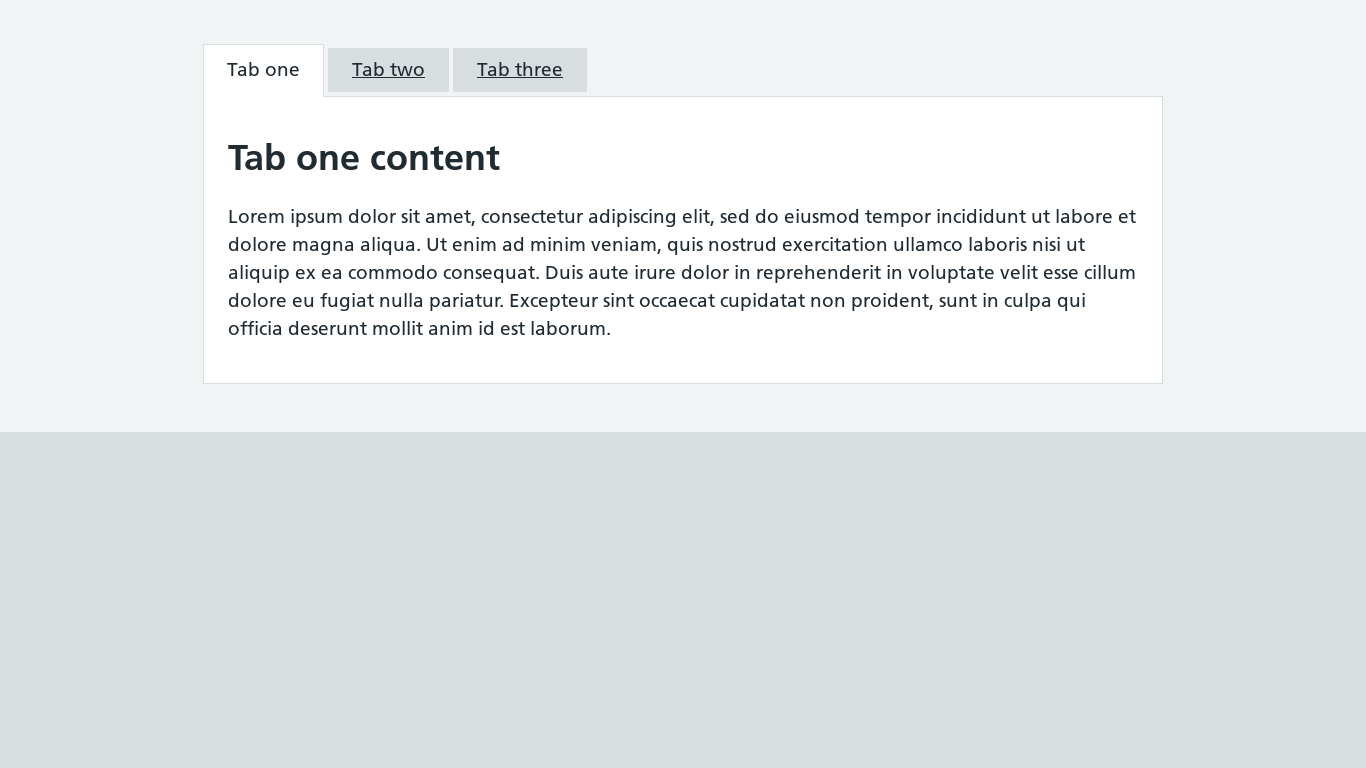 Tab one
Tab two
Tab three
Tab one content
Lorem ipsum dolor sit amet, consectetur adipiscing elit, sed do eiusmod tempor incididunt ut labore et
dolore magna aliqua. Ut enim ad minim veniam, quis nostrud exercitation ullamco laboris nisi ut
aliquip ex ea commodo consequat. Duis aute irure dolor in reprehenderit in voluptate velit esse cillum
dolore eu fugiat nulla pariatur. Excepteur sint occaecat cupidatat non proident, sunt in culpa qui
officia deserunt mollit anim id est laborum.